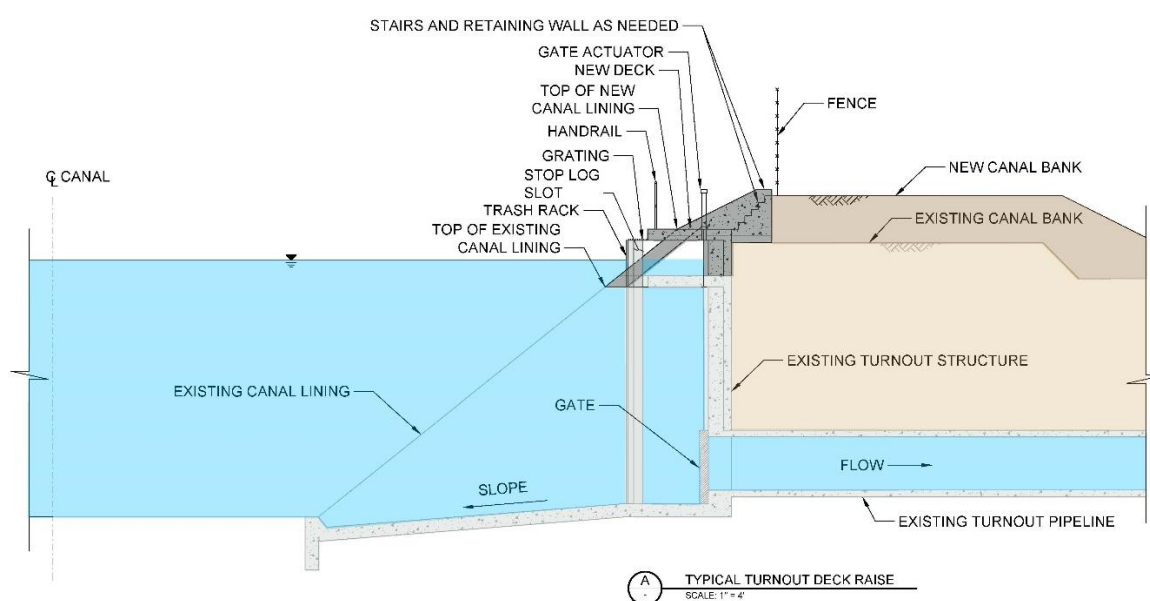 STAIRS AND RETAINING WALL AS NEEDED
GATE ACTUATOR
NEW DECK
TOP OF NEW
CANAL LINING
HANDRAIL
GRATING
STOP LOG
SLOT
TRASH RACK
TOP OF EXISTING
CANAL LINING
FENCE
℄ CANAL
NEW CANAL BANK
EXISTING CANAL BANK
EXISTING CANAL LINING
EXISTING TURNOUT STRUCTURE
GATE
FLOW
SLOPE
EXISTING TURNOUT PIPELINE
A
-
TYPICAL TURNOUT DECK RAISE
SCALE: 1" = 4'